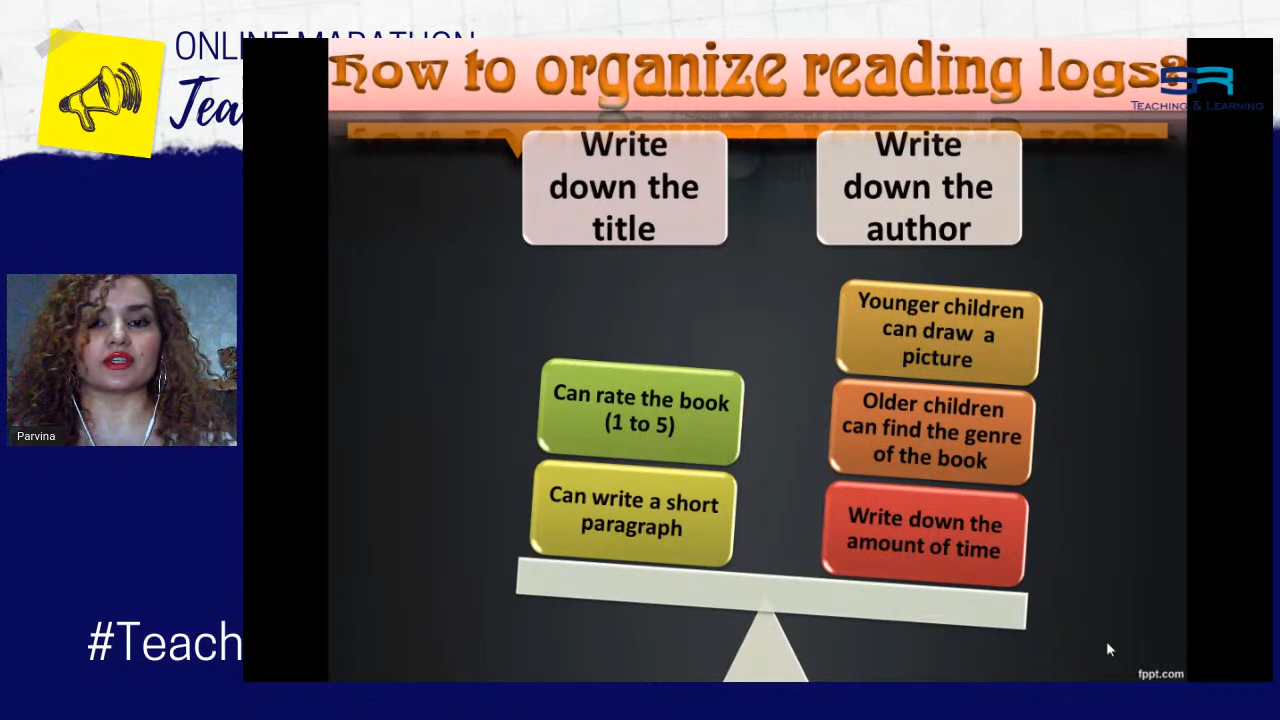 ONLINE MARATHON
Tea
How to organize reading logs?
SR
TEACHING & LEARNING
Write
down the
title
Write
down the
author
Younger children
can draw a
picture
Can rate the book
(1 to 5)
Older children
can find the genre
of the book
Can write a short
paragraph
Write down the
amount of time
Parvina
#Teach
fppt.com